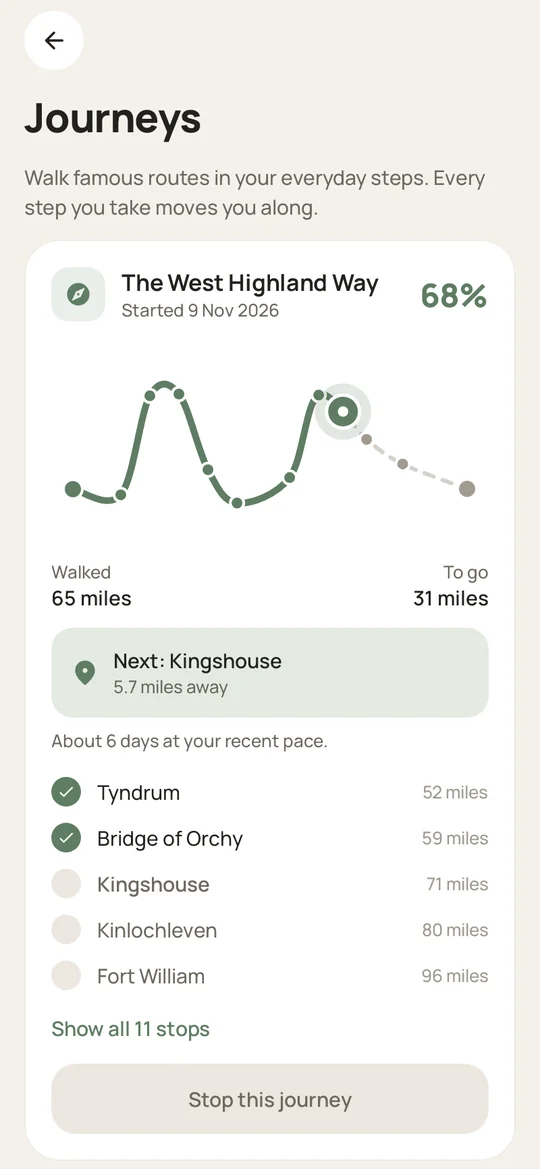 Journeys
Walk famous routes in your everyday steps. Every
step you take moves you along.
The West Highland Way
Started 9 Nov 2026
68%
Walked
To go
65 miles
31 miles
Next: Kingshouse
5.7 miles away
About 6 days at your recent pace.
Tyndrum 52 miles
Bridge of Orchy 59 miles
Kingshouse 71 miles
Kinlochleven 80 miles
Fort William 96 miles
Show all 11 stops
Stop this journey